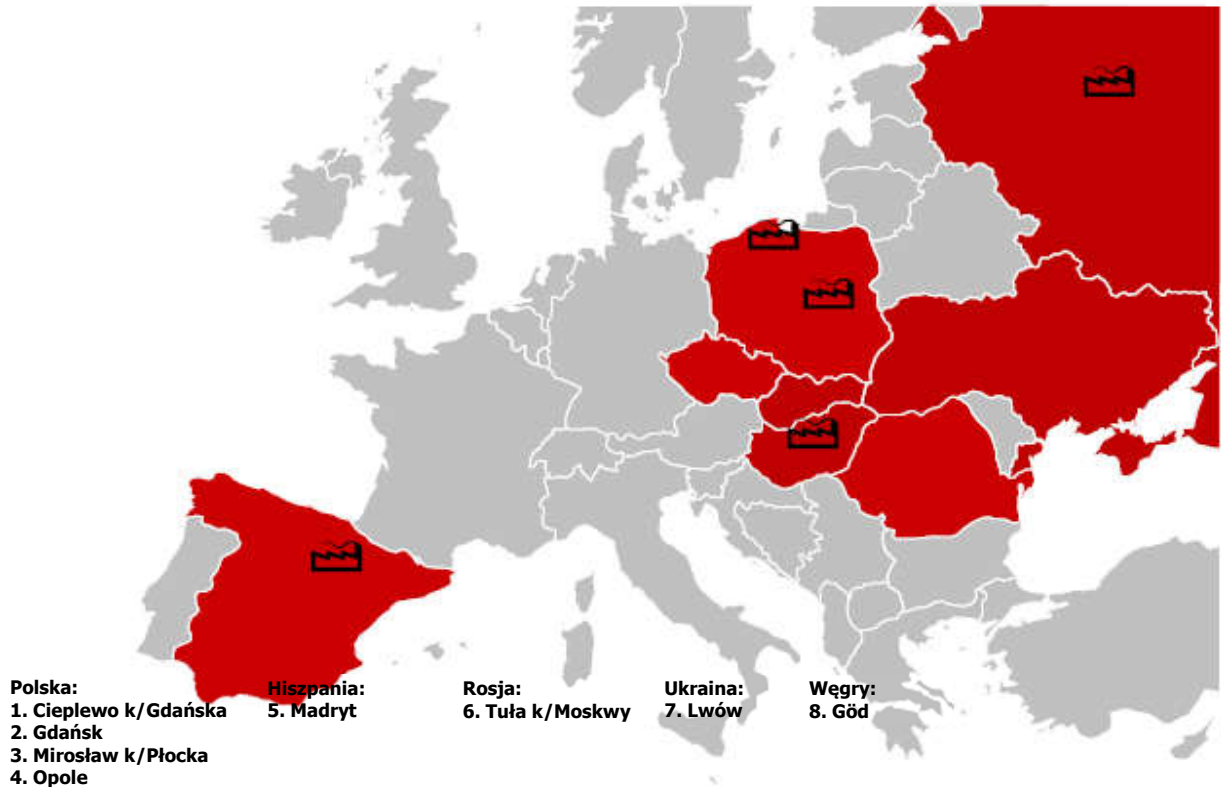 Polska:
1. Cieplewo k/Gdańska
2. Gdańsk
3. Mirosław k/Płocka
4. Opole
Hiszpania:
5. Madryt
Rosja:
6. Tuła k/Moskwy
Ukraina:
7. Lwów
Węgry:
8. Göd